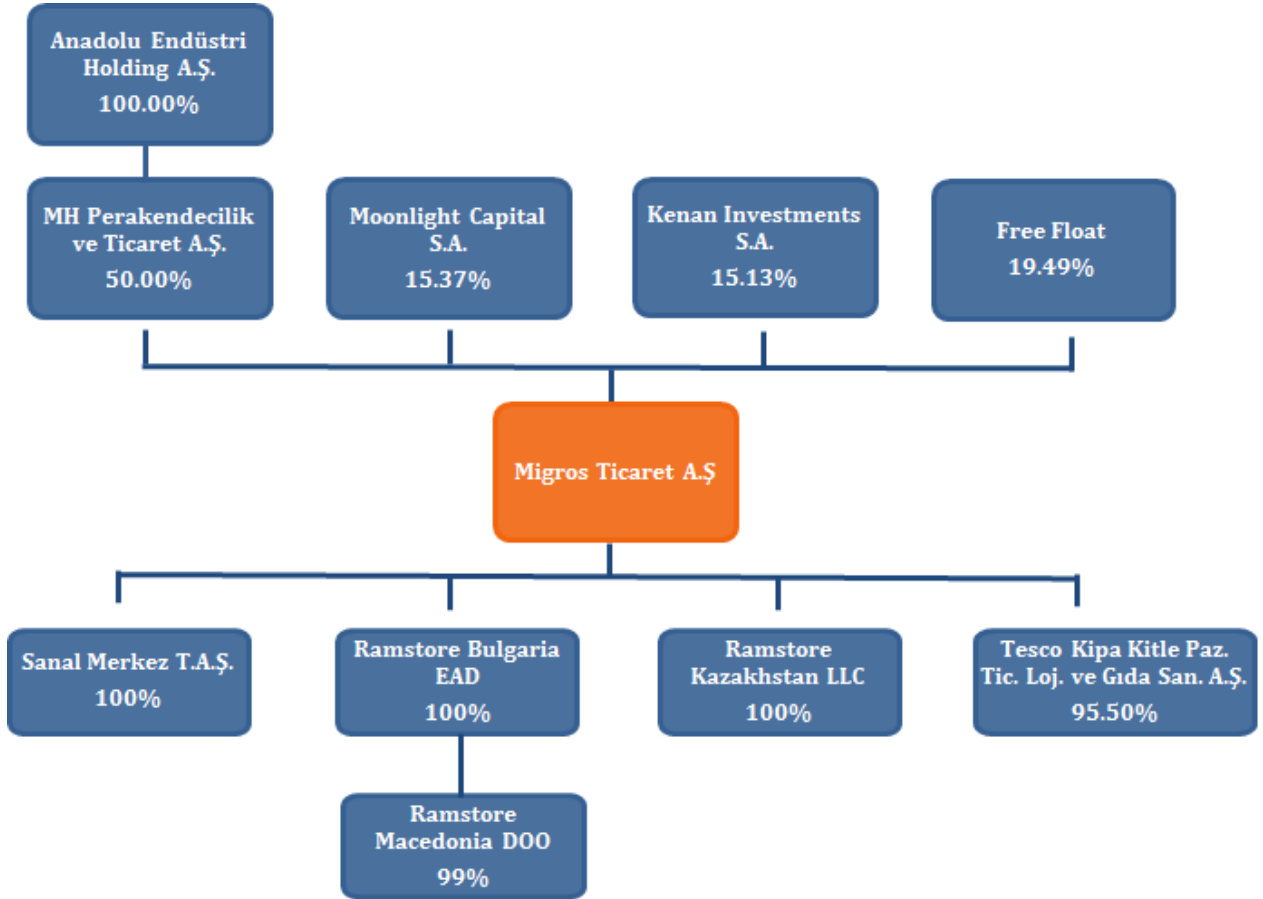 Anadolu Endüstri
Holding A.Ş.
100.00%
MH Perakendecilik
ve Ticaret A.Ş.
50.00%
Moonlight Capital
S.A.
15.37%
Kenan Investments
S.A.
15.13%
Free Float
19.49%
Migros Ticaret A.Ş
Sanal Merkez T.A.Ş.
100%
Ramstore Bulgaria
EAD
100%
Ramstore
Kazakhstan LLC
100%
Tesco Kipa Kitle Paz.
Tic. Loj. ve Gıda San. A.Ş.
95.50%
Ramstore
Macedonia DOO
99%